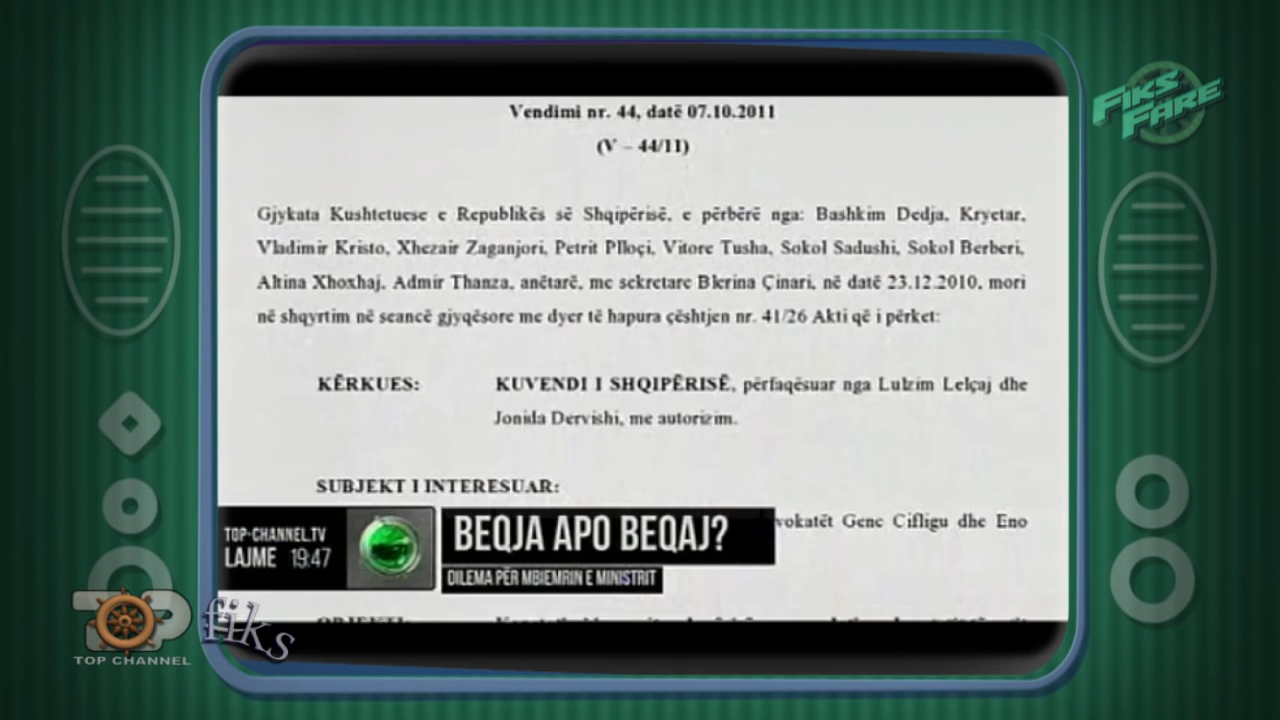 Vendimi nr. 44, datë 07.10.2011
(V – 44/11)
Gjykata Kushtetuese e Republikës së Shqipërisë, e përbërë nga: Bashkim Dedja, Kryetar,
Vladimir Kristo, Xhezair Zaganjori, Petrit Plloçi, Vitore Tusha, Sokol Sadushi, Sokol Berberi,
Altina Xhoxhaj, Admir Thanza, anëtarë, me sekretare Blerina Çinari, në datë 23.12.2010, mori
në shqyrtim në seancë gjyqësore me dyer të hapura çështjen nr. 41/26 Akti që i përket:
KËRKUES: KUVENDI I SHQIPËRISË, përfaqësuar nga Lulzim Lelçaj dhe
Jonida Dervishi, me autorizim.
SUBJEKT I INTERESUAR:
vokatët Genc Cifligu dhe Eno
TOP-CHANNEL.TV
LAJME 19:47
BEQJA APO BEQAJ?
DILEMA PËR MBIEMRIN E MINISTRIT
FIKS
FARE
fiks
TOP CHANNEL